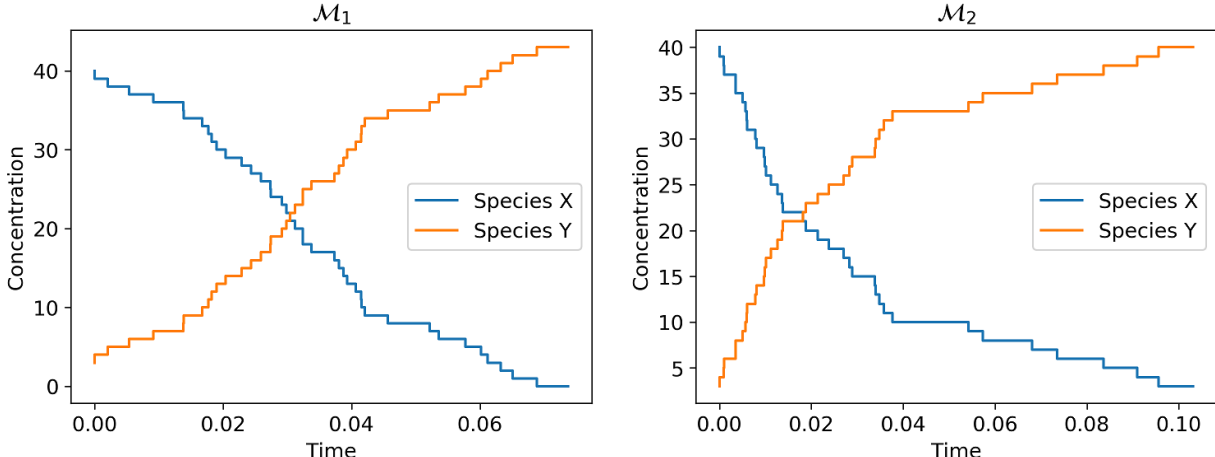 M₁
Concentration
40
30
20
10
0
Species X
Species Y
0.00 0.02 0.04 0.06
Time
M₂
Concentration
40
35
30
25
20
15
10
5
Species X
Species Y
0.00 0.02 0.04 0.06 0.08 0.10
Time